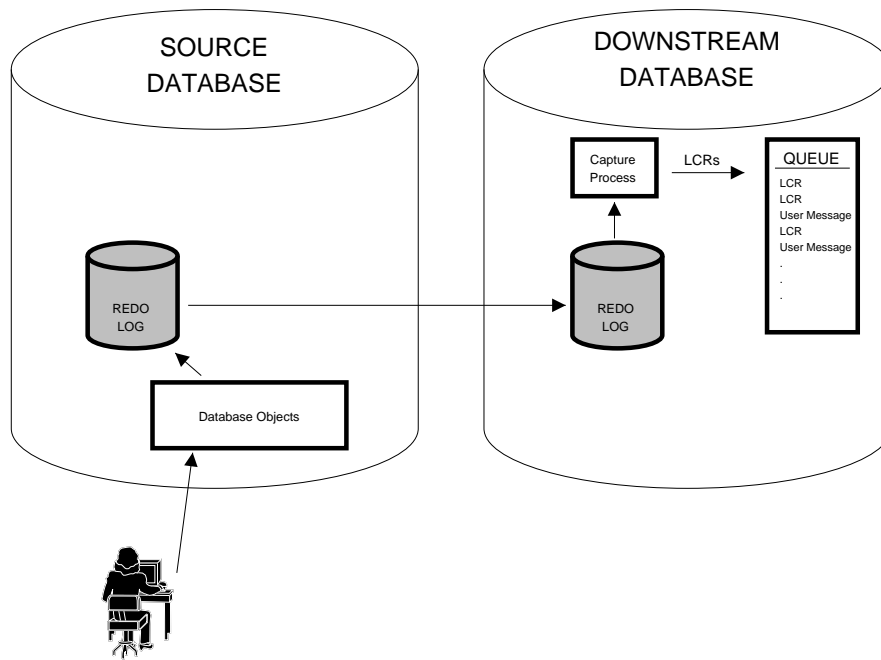 SOURCE
DATABASE
REDO
LOG
Database Objects
DOWNSTREAM
DATABASE
Capture
Process
LCRs
QUEUE
LCR
LCR
User Message
LCR
User Message
.
.
.
REDO
LOG